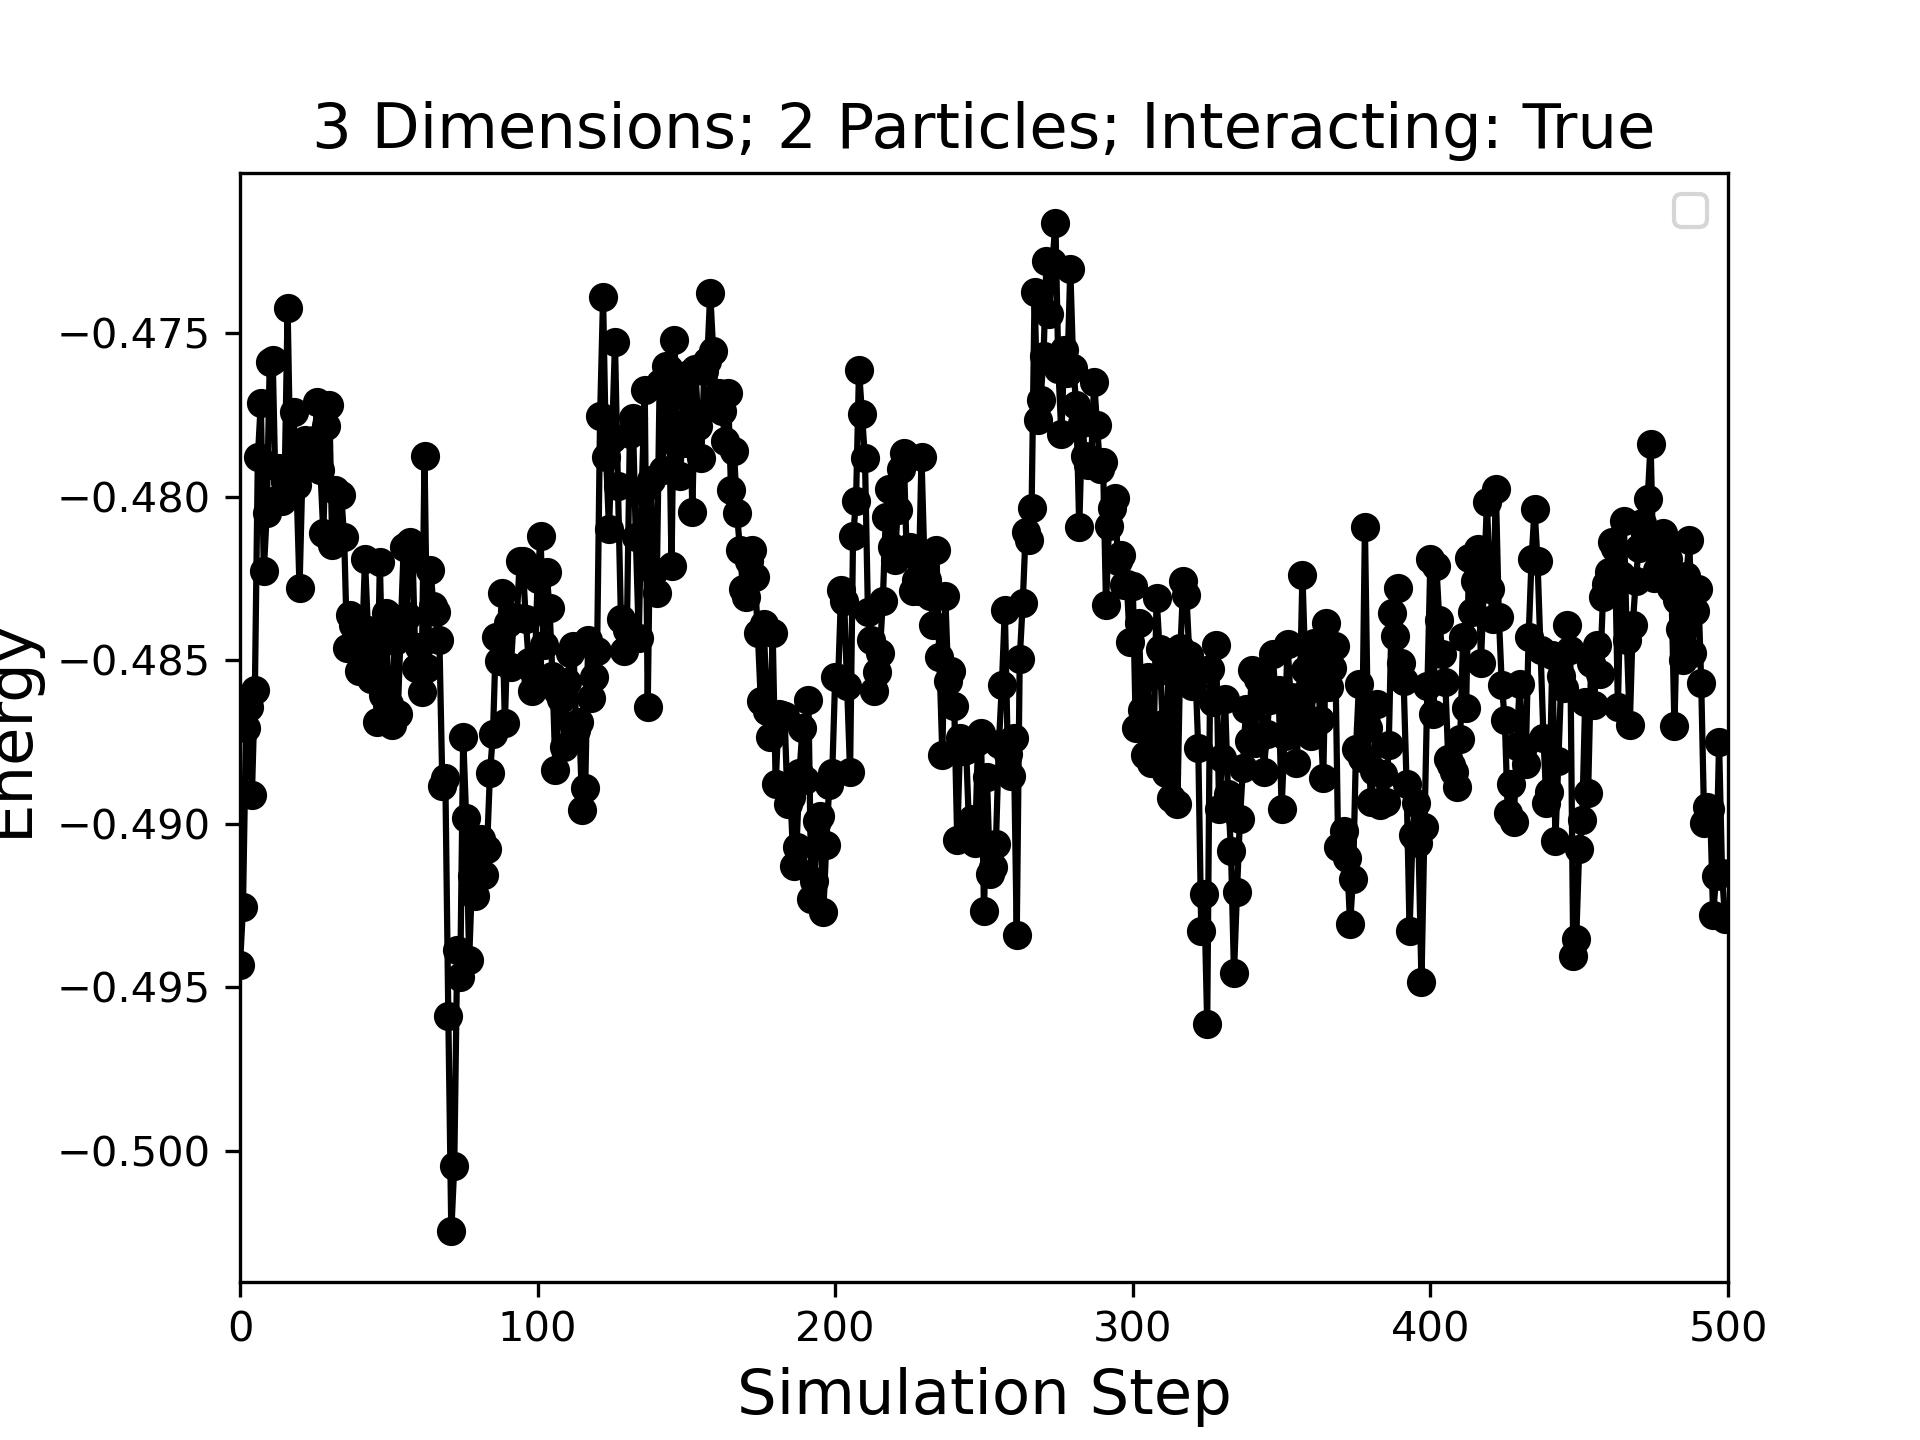 3 Dimensions; 2 Particles; Interacting: True
Energy
−0.475
−0.480
−0.485
−0.490
−0.495
−0.500
0 100 200 300 400 500
Simulation Step